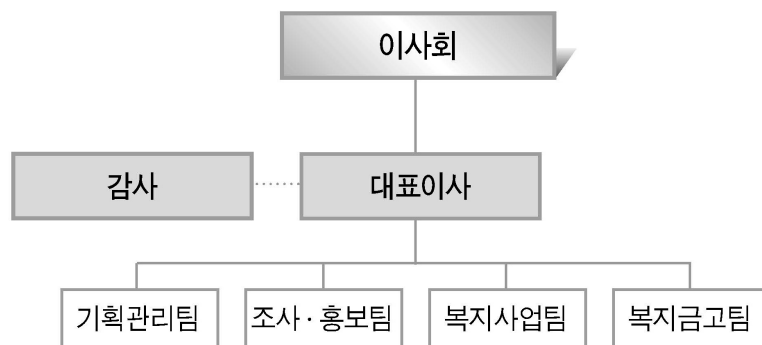 이사회
감사
대표이사
기획관리팀
조사·홍보팀
복지사업팀
복지금고팀